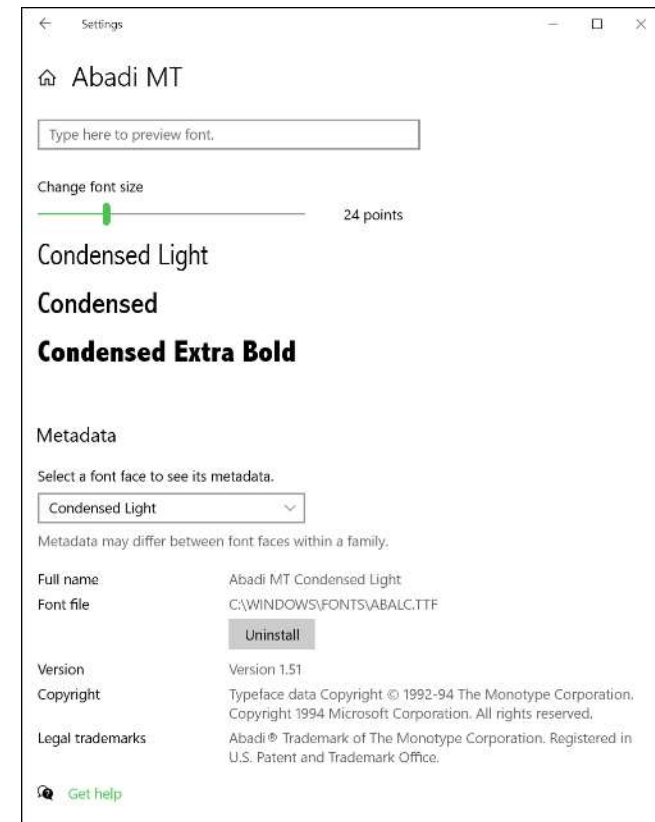 Settings
Abadi MT
Type here to preview font.
Change font size
24 points
Condensed Light
Condensed
Condensed Extra Bold
Metadata
Select a font face to see its metadata.
Condensed Light
Metadata may differ between font faces within a family.
Full name Abadi MT Condensed Light
Font file C:\WINDOWS\FONTS\ABALC.TTF
Uninstall
Version Version 1.51
Copyright Typeface data Copyright © 1992-94 The Monotype Corporation.
Copyright 1994 Microsoft Corporation. All rights reserved.
Legal trademarks Abadi® Trademark of The Monotype Corporation. Registered in
U.S. Patent and Trademark Office.
Get help